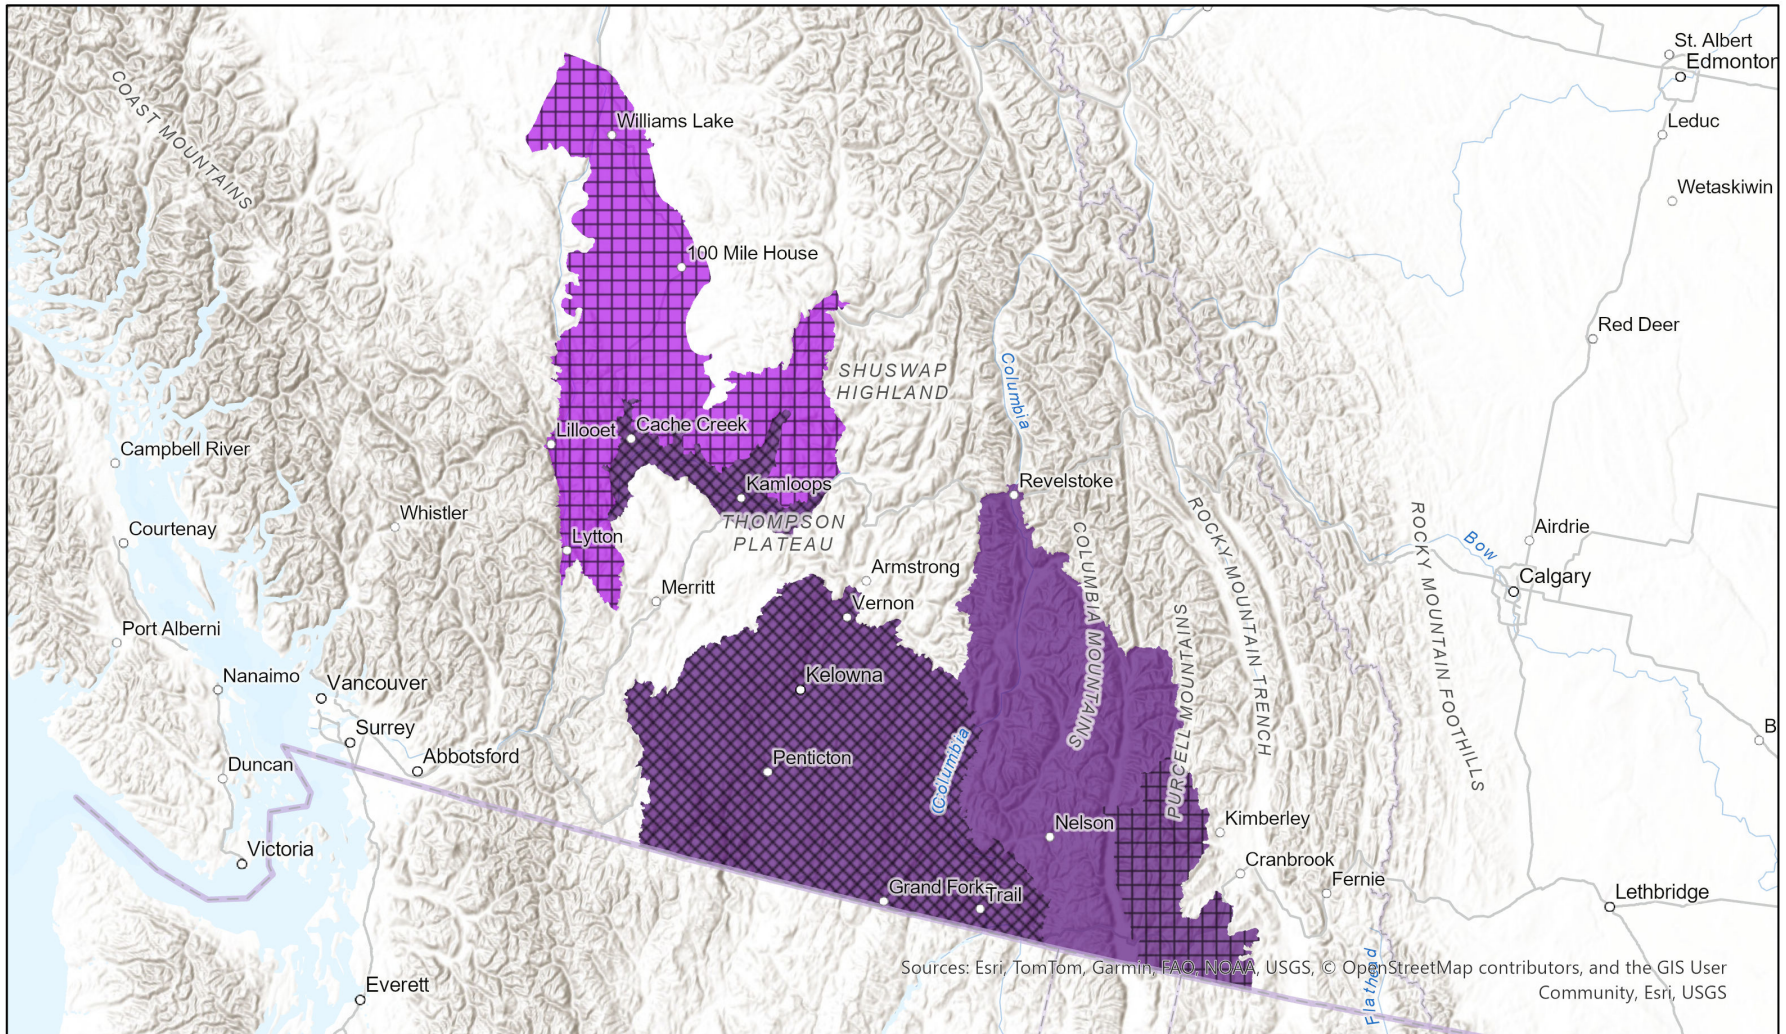 St. Albert
Edmonton
COAST MOUNTAINS
Williams Lake
Leduc
Wetaskiwin
100 Mile House
Red Deer
SHUSWAP
HIGHLAND
Columbia
Lillooet
Cache Creek
Campbell River
Kamloops
Revelstoke
Whistler
THOMPSON
PLATEAU
ROCKY MOUNTAIN TRENCH
ROCKY MOUNTAIN FOOTHILLS
Courtenay
Lytton
COLUMBIA MOUNTAINS
Bow
Airdrie
Armstrong
Calgary
Merritt
Vernon
Port Alberni
PURCELL MOUNTAINS
Nanaimo
Vancouver
Kelowna
Surrey
B
Abbotsford
Penticton
(Columbia
Duncan
Nelson
Kimberley
Victoria
Cranbrook
Fernie
Grand Fork
Trail
Lethbridge
Flathead
Sources: Esri, TomTom, Garmin, FAO, NOAA, USGS, © OpenStreetMap contributors, and the GIS User
Community, Esri, USGS
Everett